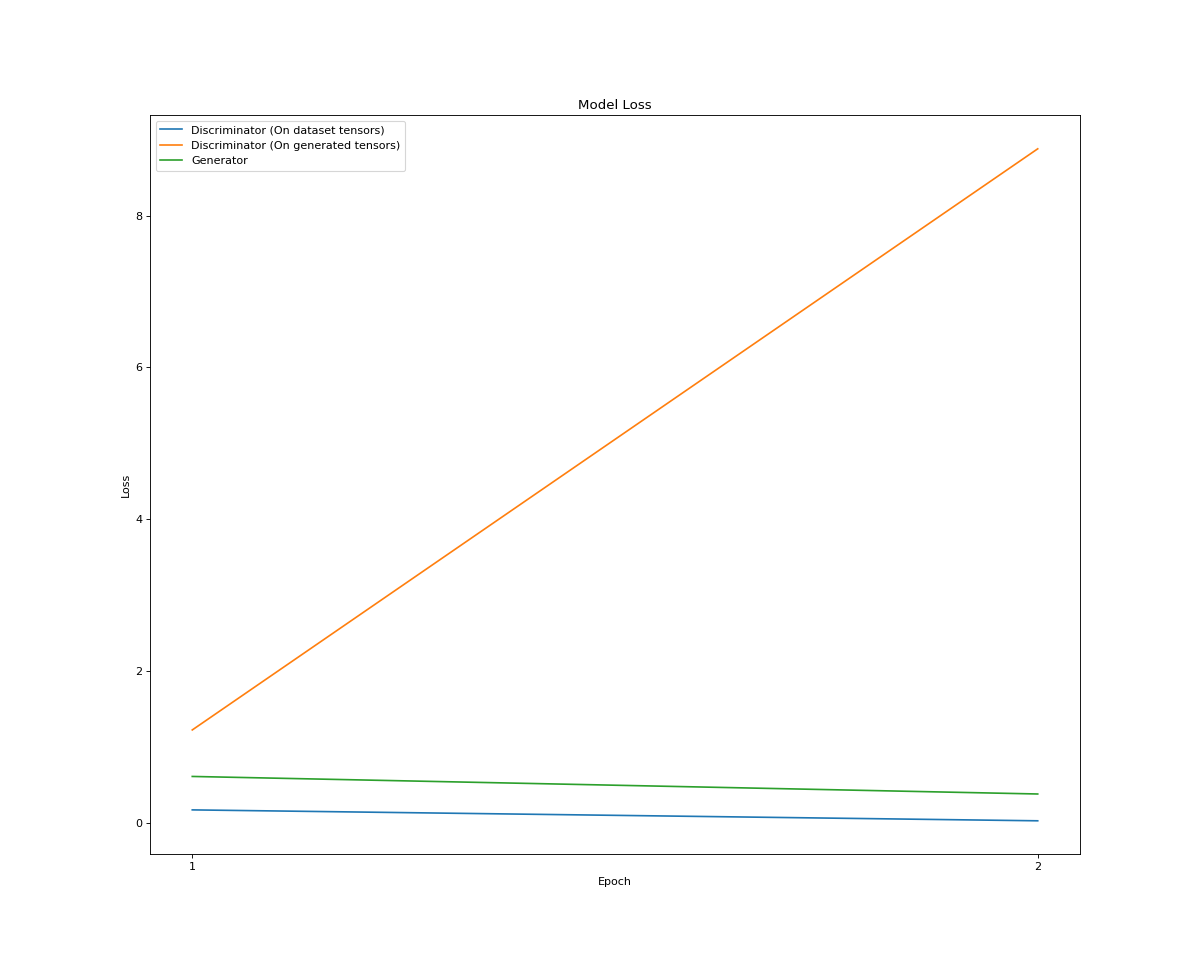 Model Loss
Discriminator (On dataset tensors)
Discriminator (On generated tensors)
Generator
8
6
4
2
0
Loss
1
2
Epoch